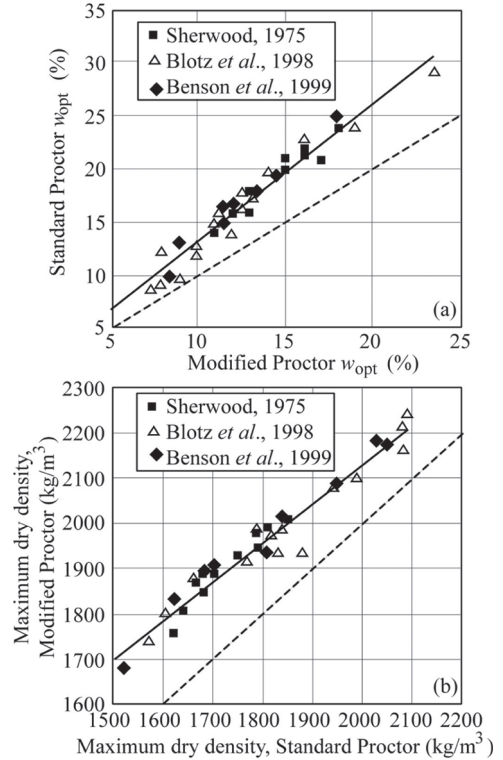 35
30
25
20
15
10
5
Standard Proctor wopt (%)
Sherwood, 1975
Blotz et al., 1998
Benson et al., 1999
(a)
5 10 15 20 25
Modified Proctor wopt (%)
2300
2200
2100
2000
1900
1800
1700
1600
Maximum dry density,
Modified Proctor (kg/m³)
Sherwood, 1975
Blotz et al., 1998
Benson et al., 1999
(b)
1500 1600 1700 1800 1900 2000 2100 2200
Maximum dry density, Standard Proctor (kg/m³)